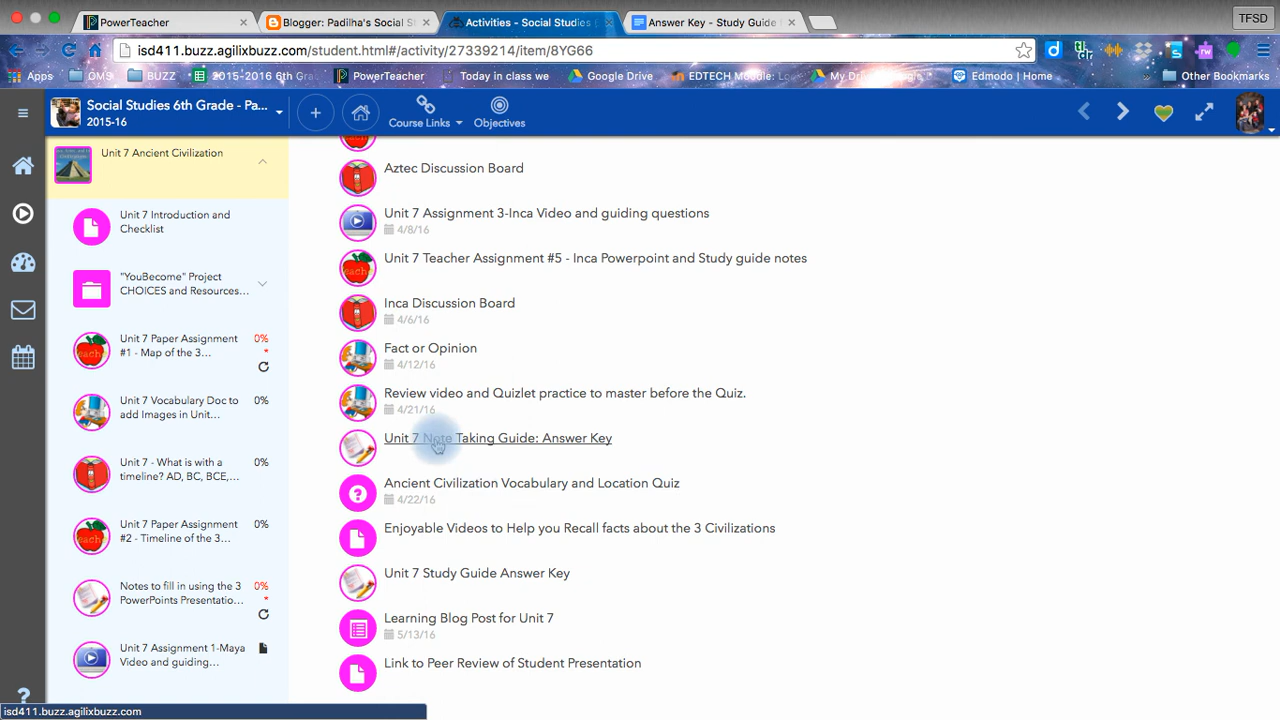 PowerTeacher
Blogger: Padilha's Social St
Activities - Social Studies
Answer Key - Study Guide
TFSD
isd411.buzz.agilixbuzz.com/student.html#/activity/27339214/item/8YG66
Apps
OMS
BUZZ
2015-2016 6th Gra
PowerTeacher
Today in class we
Google Drive
EDTECH Module: Lo
My Dri
Edmodo | Home
Other Bookmarks
Social Studies 6th Grade - Pa...
2015-16
Course Links
Objectives
Unit 7 Ancient Civilization
Unit 7 Introduction and
Checklist
"YouBecome" Project
CHOICES and Resources...
Unit 7 Paper Assignment
#1 - Map of the 3...
0%
*
Unit 7 Vocabulary Doc to
add Images in Unit...
0%
Unit 7 - What is with a
timeline? AD, BC, BCE,...
0%
Unit 7 Paper Assignment
#2 - Timeline of the 3...
0%
Notes to fill in using the 3
PowerPoints Presentatio...
0%
*
Unit 7 Assignment 1-Maya
Video and guiding...
Aztec Discussion Board
Unit 7 Assignment 3-Inca Video and guiding questions
4/8/16
Unit 7 Teacher Assignment #5 - Inca Powerpoint and Study guide notes
Inca Discussion Board
4/6/16
Fact or Opinion
4/12/16
Review video and Quizlet practice to master before the Quiz.
4/21/16
Unit 7 Note Taking Guide: Answer Key
Ancient Civilization Vocabulary and Location Quiz
4/22/16
Enjoyable Videos to Help you Recall facts about the 3 Civilizations
Unit 7 Study Guide Answer Key
Learning Blog Post for Unit 7
5/13/16
Link to Peer Review of Student Presentation
isd411.buzz.agilixbuzz.com